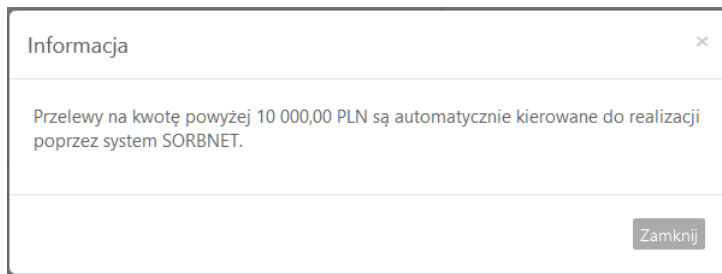 Informacja
×
Przelewy na kwotę powyżej 10 000,00 PLN są automatycznie kierowane do realizacji
poprzez system SORBNET.
Zamknij